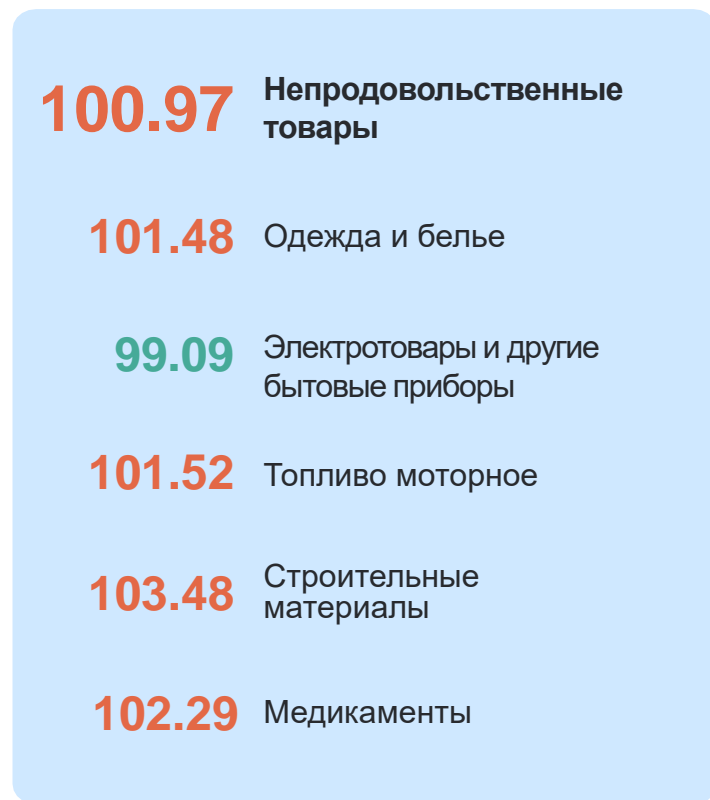 100.97 Непродовольственные
товары
101.48 Одежда и белье
99.09 Электротовары и другие
бытовые приборы
101.52 Топливо моторное
103.48 Строительные
материалы
102.29 Медикаменты